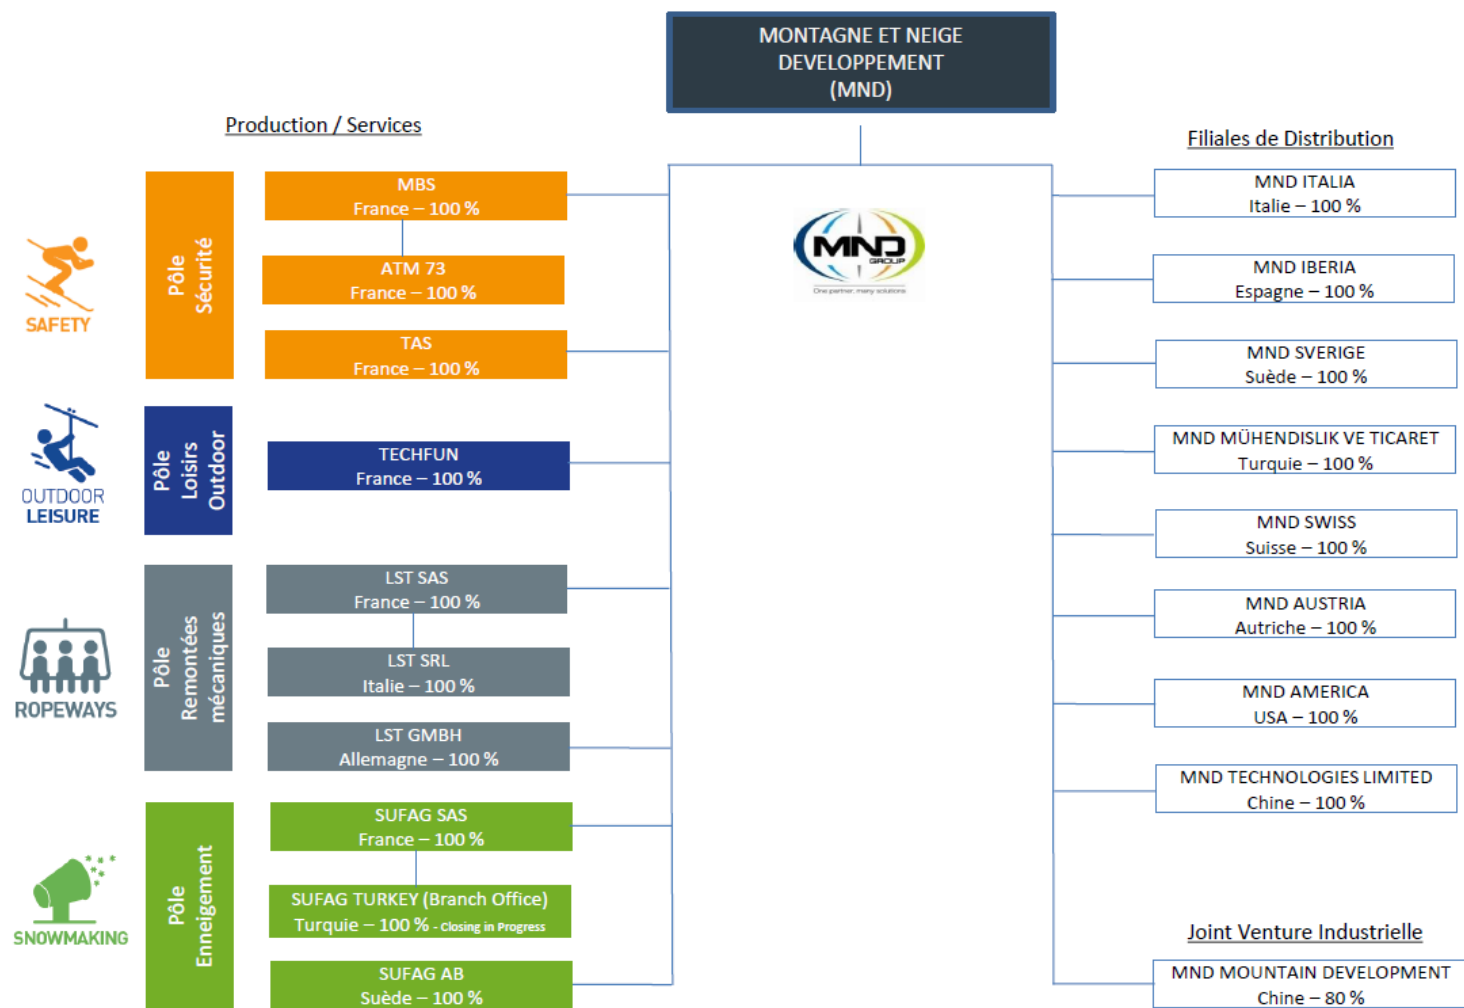 MONTAGNE ET NEIGE
DEVELOPPEMENT
(MND)
Production / Services
SAFETY
Pôle
Sécurité
MBS
France – 100 %
ATM 73
France – 100 %
TAS
France – 100 %
OUTDOOR
LEISURE
Pôle
Loisirs
Outdoor
TECHFUN
France – 100 %
ROPEWAYS
Pôle
Remontées
mécaniques
LST SAS
France – 100 %
LST SRL
Italie – 100 %
LST GMBH
Allemagne – 100 %
SNOWMAKING
Pôle
Enneigement
SUFAG SAS
France – 100 %
SUFAG TURKEY (Branch Office)
Turquie – 100 % - Closing in Progress
SUFAG AB
Suède – 100 %
MND
GROUP
One partner, many solutions
Filiales de Distribution
MND ITALIA
Italie – 100 %
MND IBERIA
Espagne – 100 %
MND SVERIGE
Suède – 100 %
MND MÜHENDISLIK VE TICARET
Turquie – 100 %
MND SWISS
Suisse – 100 %
MND AUSTRIA
Autriche – 100 %
MND AMERICA
USA – 100 %
MND TECHNOLOGIES LIMITED
Chine – 100 %
Joint Venture Industrielle
MND MOUNTAIN DEVELOPMENT
Chine – 80 %